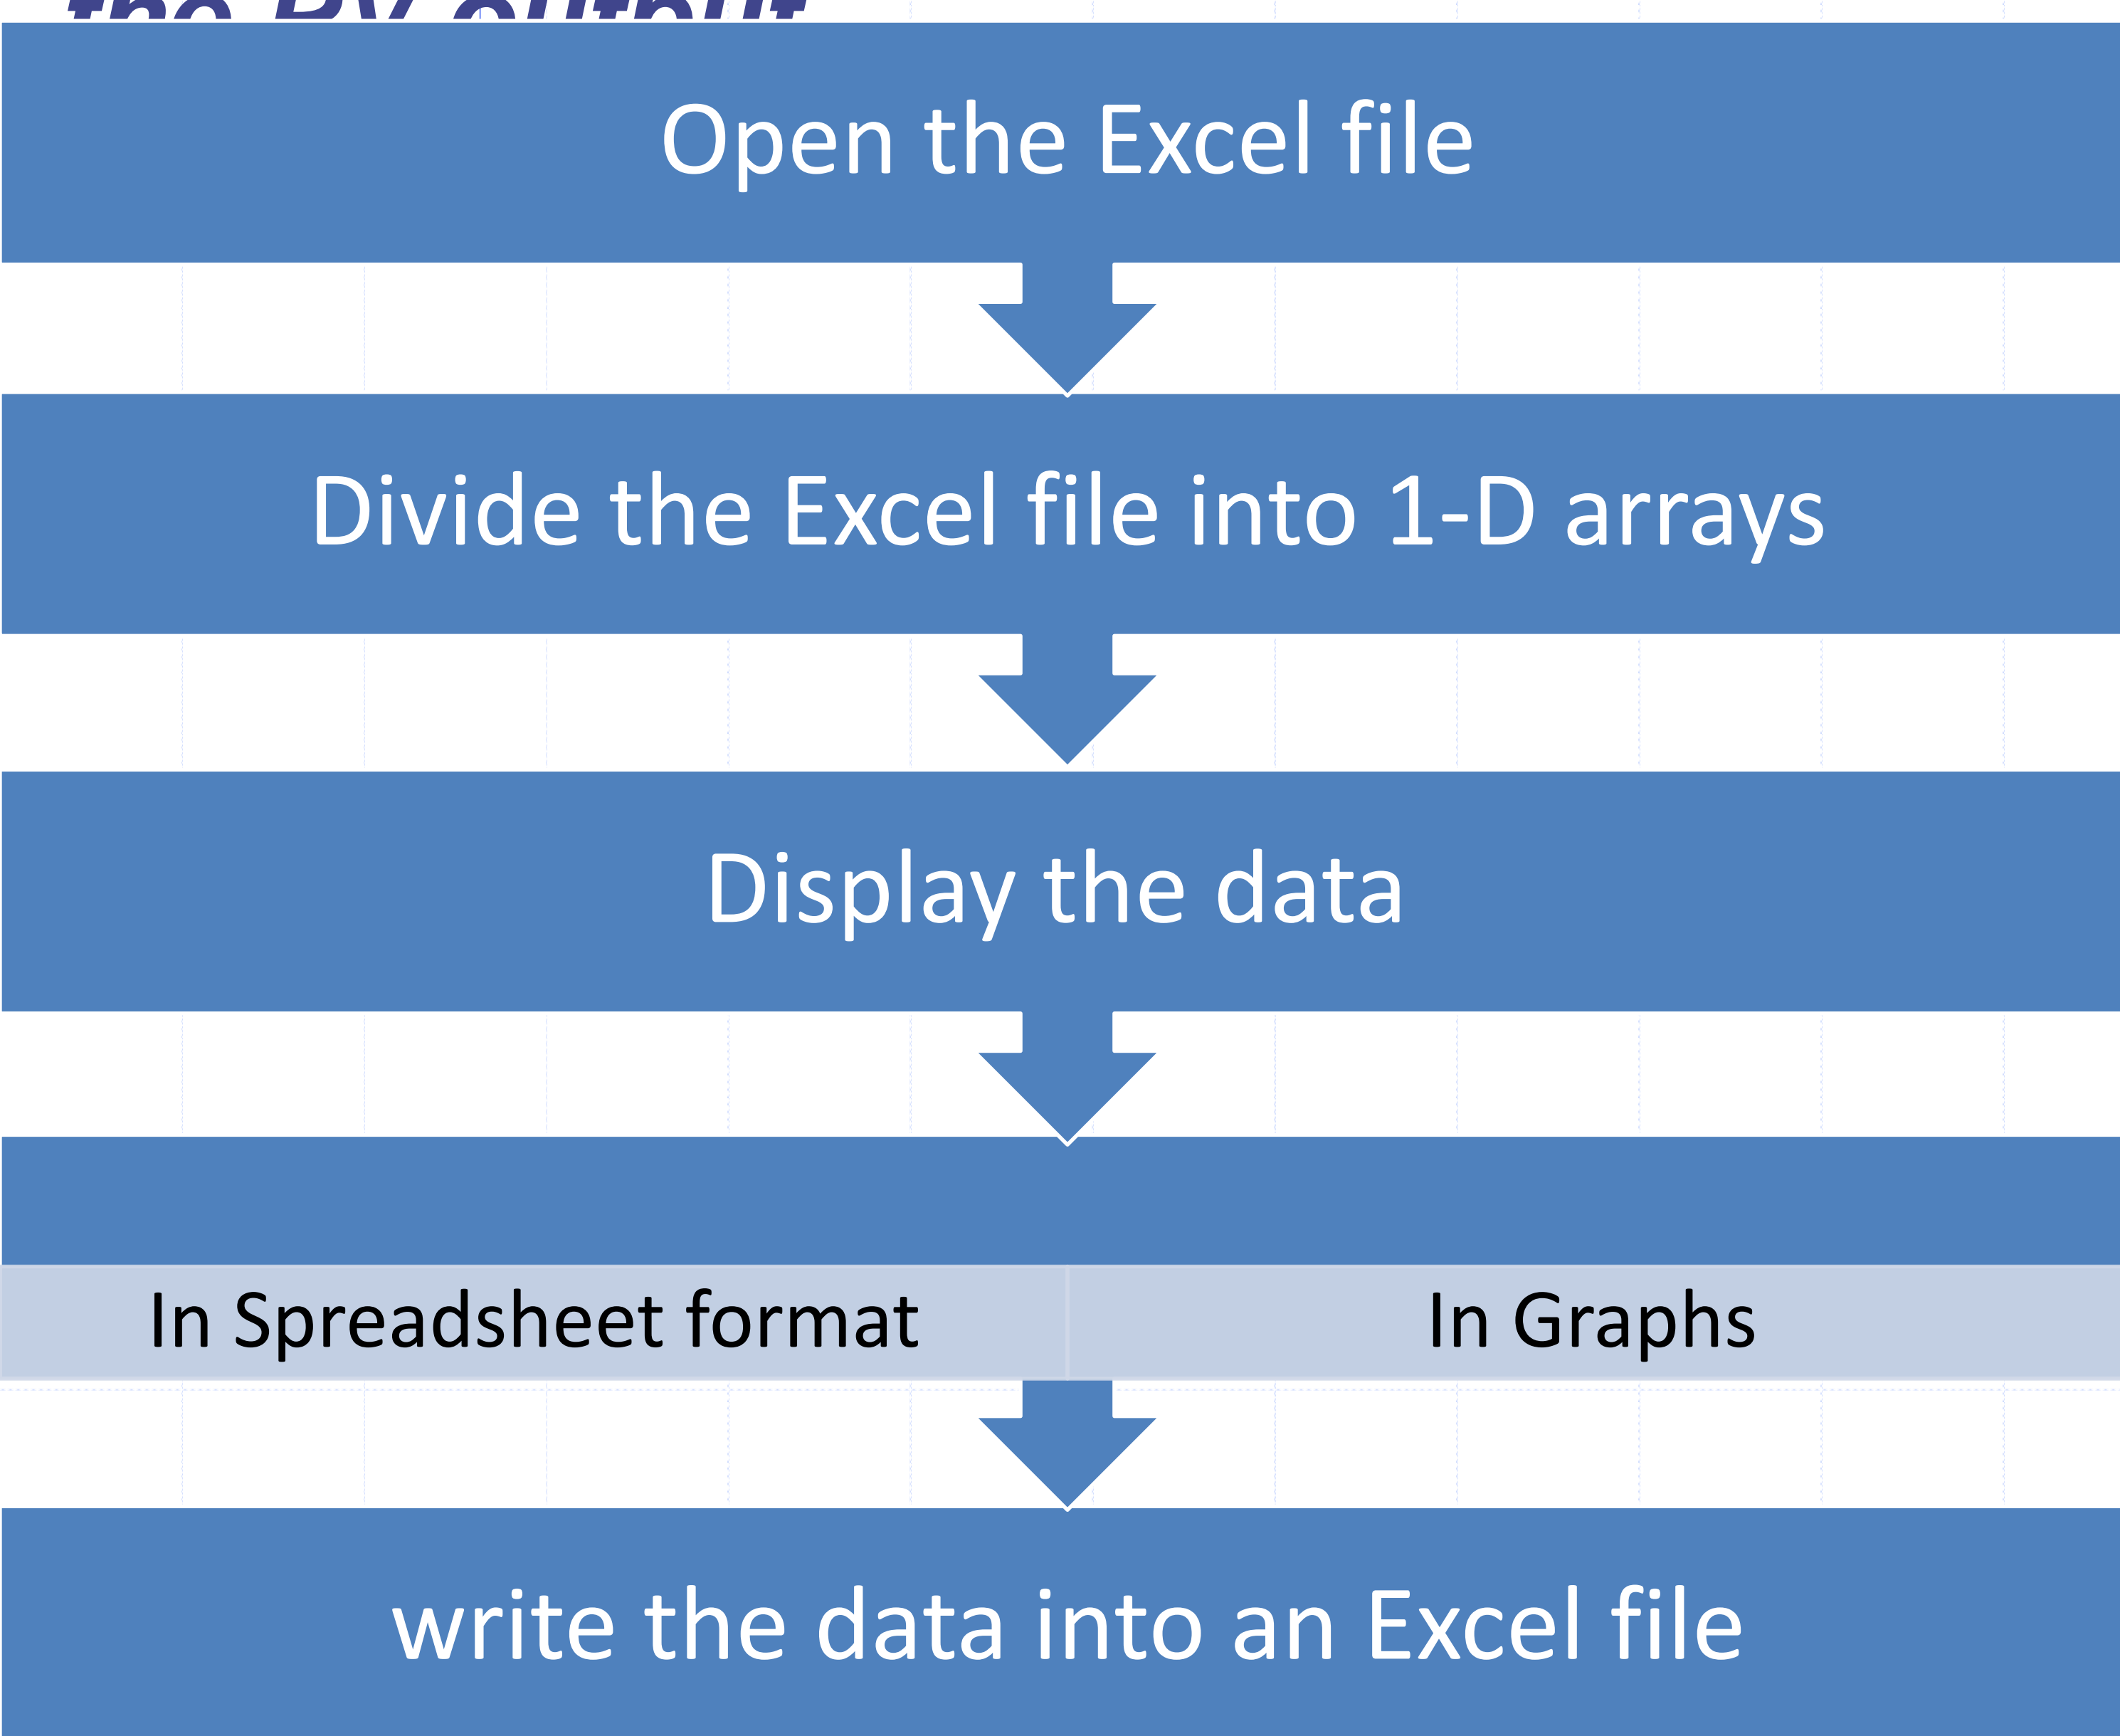 Open the Excel file
Divide the Excel file into 1-D arrays
Display the data
In Spreadsheet format
In Graphs
write the data into an Excel file